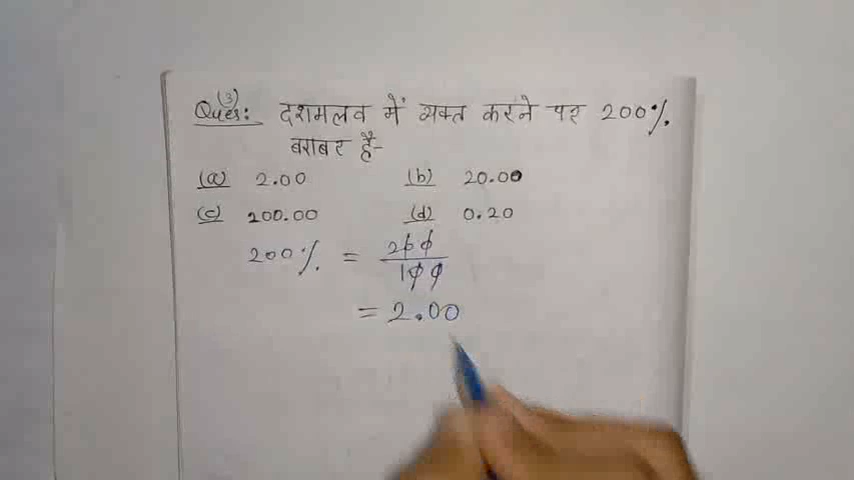 (3)
Ques: दशमलव में व्यक्त करने पर 200%.
बराबर है-
(a) 2.00 (b) 20.00
(c) 200.00 (d) 0.20
200%. = 200/100
= 2.00